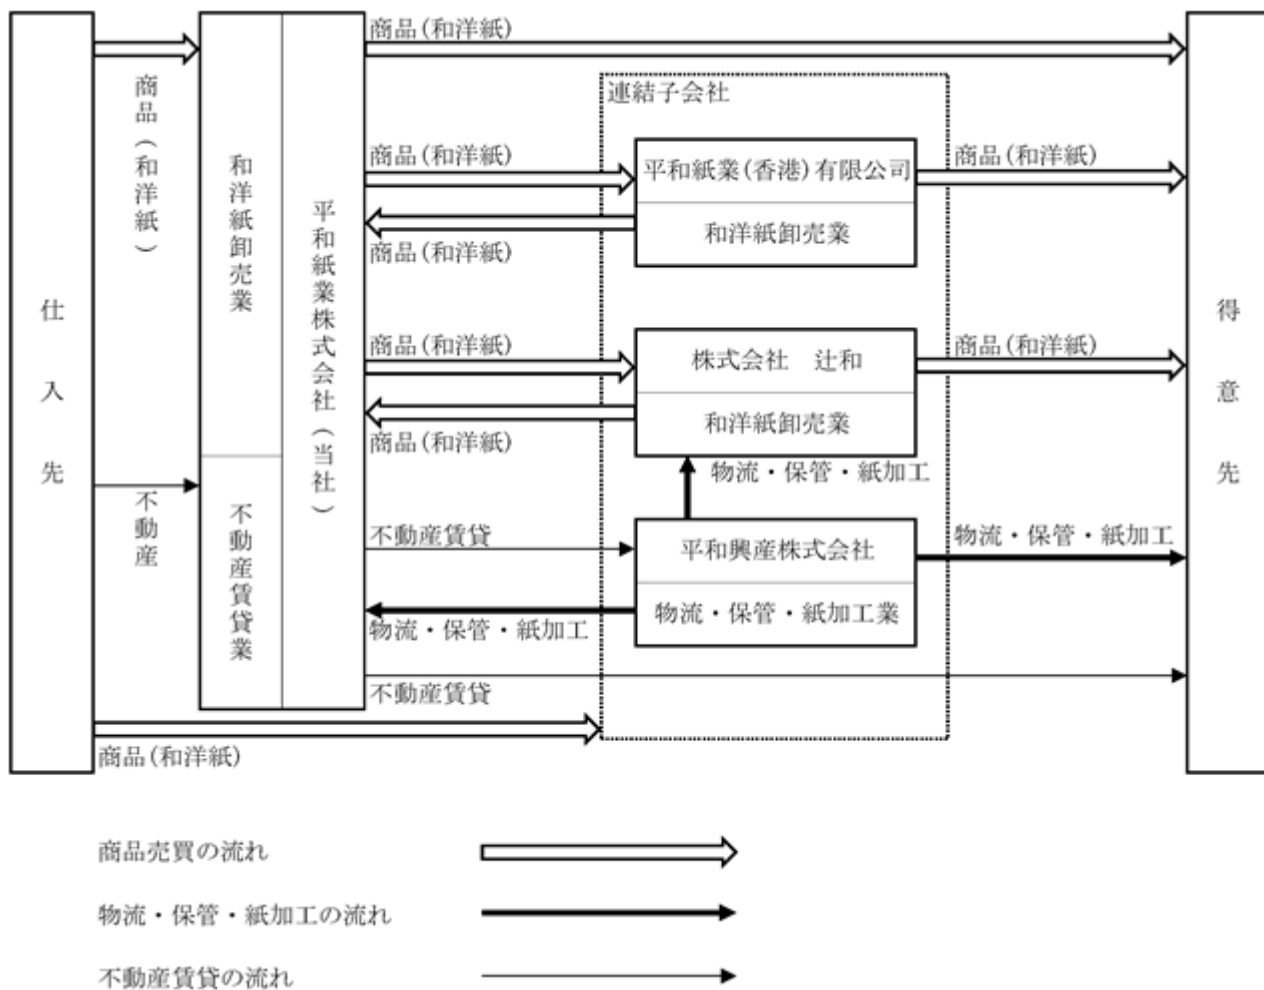 商品(和洋紙)
連結子会社
商品(和洋紙)
和洋紙卸売業
平和紙業株式会社(当社)
商品(和洋紙)
平和紙業(香港)有限公司
商品(和洋紙)
和洋紙卸売業
商品(和洋紙)
仕入先
得意先
商品(和洋紙)
株式会社　辻和
商品(和洋紙)
和洋紙卸売業
商品(和洋紙)
物流・保管・紙加工
不動産
不動産賃貸業
不動産賃貸
平和興産株式会社
物流・保管・紙加工
物流・保管・紙加工業
物流・保管・紙加工
不動産賃貸
商品(和洋紙)
商品売買の流れ
物流・保管・紙加工の流れ
不動産賃貸の流れ